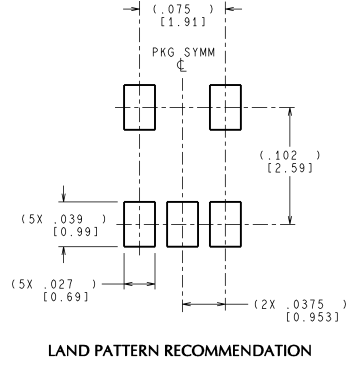 (.075 )
[1.91]
PKG SYMM
℄
(.102 )
[2.59]
(5X .039 )
[0.99]
(5X .027 )
[0.69]
(2X .0375 )
[0.953]
LAND PATTERN RECOMMENDATION